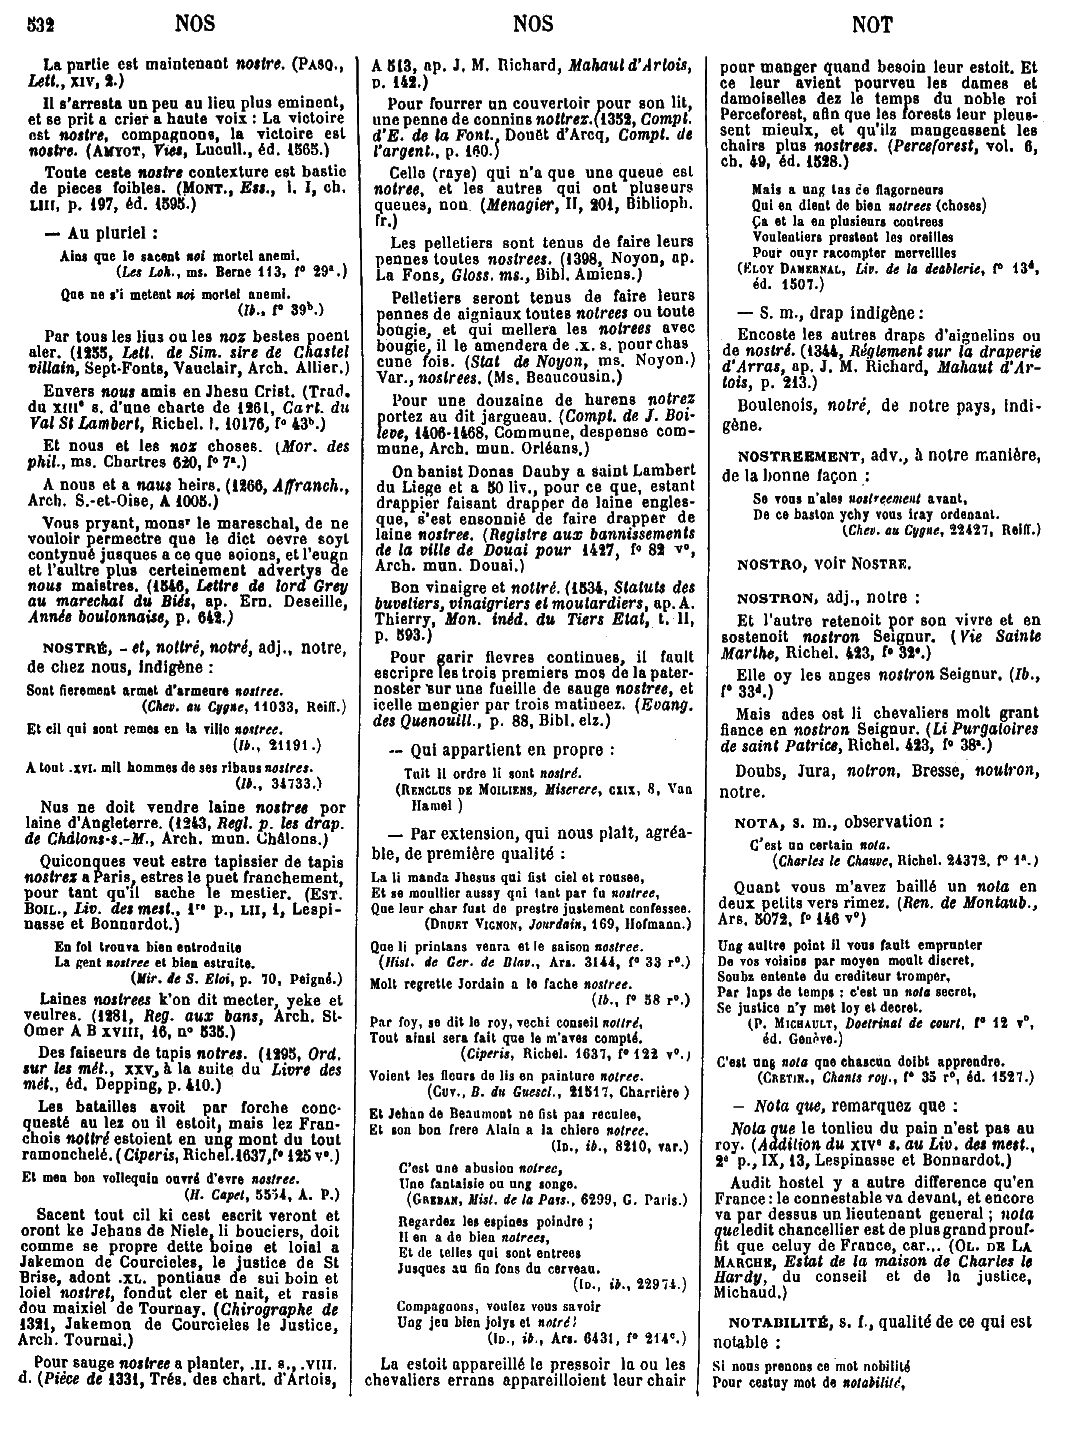 532 NOS NOS NOT
La partie est maintenant nostre. (PASQ.,
Lett., XIV, 2.)
Il s'arresta un peu au lieu plus eminent,
et se prit a crier a haute voix : La victoire
est nostre, compagnons, la victoire est
nostre. (AMYOT, Vies, Lucull., éd. 1565.)
Toute ceste nostre contexture est bastie
de pieces foibles. (MONT., Ess., l. I, ch.
LIII, p. 197, éd. 1595.)
— Au pluriel :
Ains que le sacent noi mortel anemi.
(Les Loh., ms. Berne 113, f° 29ª.)
Que ne s'i metent noi mortel anemi.
(Ib., f° 39ᵇ.)
Par tous les lius ou les noz bestes poent
aler. (1255, Lett. de Sim. sire de Chastel
villain, Sept-Fonts, Vauclair, Arch. Allier.)
Envers nous amis en Jhesu Crist. (Trad.
du XIIIᵉ s. d'une charte de 1261, Cart. du
Val St Lambert, Richel. l. 10176, f° 43ᵇ.)
Et nous et les noz choses. (Mor. des
phil., ms. Chartres 620, f° 7ª.)
A nous et a naus heirs. (1266, Affranch.,
Arch. S.-et-Oise, A 1005.)
Vous pryant, monsʳ le mareschal, de ne
vouloir permectre que le dict oevre soyt
contynué jusques a ce que soions, et l'eugn
et l'aultre plus certeinement advertys de
nous maistres. (1546, Lettre de lord Grey
au marechal du Biés, ap. Ern. Deseille,
Année boulonnaise, p. 642.)
NOSTRÉ, - et, nottré, notré, adj., notre,
de chez nous, indigène :
Sont fierement armet d'armeure nostree.
(Chev. au Cygne, 11033, Reiff.)
Et cil qui sont remes en la ville nostree.
(Ib., 21191.)
A tout .XVI. mil hommes de ses ribaus nostres.
(Ib., 34733.)
Nus ne doit vendre laine nostree por
laine d'Angleterre. (1243, Regl. p. les drap.
de Châlons-s.-M., Arch. mun. Châlons.)
Quiconques veut estre tapissier de tapis
nostrez a Paris, estres le puet franchement,
pour tant qu'il sache le mestier. (EST.
BOIL., Liv. des mest., 1ʳᵉ p., LII, 1, Lespi-
nasse et Bonnardot.)
En fol trouva bien entroduite
La gent nostree et bien estruite.
(Mir. de S. Eloi, p. 70, Peigné.)
Laines nostrees k'on dit mecter, yeke et
veulres. (1281, Reg. aux bans, Arch. St-
Omer A B XVIII, 16, n° 535.)
Des faiseurs de tapis notres. (1295, Ord.
sur les mét., XXV, à la suite du Livre des
mét., éd. Depping, p. 410.)
Les batailles avoit par forche conc-
questé au lez ou il estoit, mais lez Fran-
chois nottré estoient en ung mont du tout
ramonchelé. (Ciperis, Richel. 1637, f° 125 v°.)
Et men bon vollequin ouvré d'evre nostree.
(H. Capet, 5554, A. P.)
Sacent tout cil ki cest escrit veront et
oront ke Jehans de Niele, li bouciers, doit
comme se propre dette boine et loial a
Jakemon de Courcieles, le justice de St
Brise, adont .XL. pontiaus de sui boin et
loiel nostret, fondut cler et nait, et rasis
dou maixiel de Tournay. (Chirographe de
1321, Jakemon de Courcieles le Justice,
Arch. Tournai.)
Pour sauge nostree a planter, .II. s., .VIII.
d. (Pièce de 1331, Trés. des chart. d'Artois,
A 513, ap. J. M. Richard, Mahaut d'Artois,
p. 142.)
Pour fourrer un couvertoir pour son lit,
une penne de connins nottrez. (1352, Compt.
d'E. de la Font., Douët d'Arcq, Compt. de
l'argent., p. 160.)
Celle (raye) qui n'a que une queue est
notree, et les autres qui ont pluseurs
queues, non. (Menagier, II, 201, Biblioph.
fr.)
Les pelletiers sont tenus de faire leurs
pennes toutes nostrees. (1398, Noyon, ap.
La Fons, Gloss. ms., Bibl. Amiens.)
Pelletiers seront tenus de faire leurs
pennes de aigniaux toutes notrees ou toute
bougie, et qui mellera les notrees avec
bougie, il le amendera de .x. s. pour chas
cune fois. (Stat de Noyon, ms. Noyon.)
Var., nostrees. (Ms. Beaucousin.)
Pour une douzaine de harens notrez
portez au dit jargueau. (Compt. de J. Boi-
leve, 1406-1468, Commune, despense com-
mune, Arch. mun. Orléans.)
On banist Donas Dauby a saint Lambert
du Liege et a 50 liv., pour ce que, estant
drappier faisant drapper de laine engles-
que, s'est ensonnié de faire drapper de
laine nostree. (Registre aux bannissements
de la ville de Douai pour 1427, f° 82 v°,
Arch. mun. Douai.)
Bon vinaigre et nottré. (1534, Statuts des
buveliers, vinaigriers et moutardiers, ap. A.
Thierry, Mon. inéd. du Tiers Etat, t. II,
p. 593.)
Pour garir fievres continues, il fault
escripre les trois premiers mos de la pater-
noster sur une fueille de sauge nostree, et
icelle mengier par trois matineez. (Evang.
des Quenouill., p. 88, Bibl. elz.)
— Qui appartient en propre :
Tuit li ordre li sont nostré.
(RENCLUS DE MOILIENS, Miserere, CXIX, 8, Van
Hamel )
— Par extension, qui nous plaît, agréa-
ble, de première qualité :
La li manda Jhesus qui fist ciel et rousee,
Et se moullier aussy qui tant par fu nostree,
Que leur char fust de prestre justement confessee.
(DRUET VIGNON, Jourdain, 169, Hofmann.)
Que li printans venra et le saison nostree.
(Hist. de Ger. de Blav., Ars. 3144, f° 33 r°.)
Molt regrette Jordain a le fache nostree.
(Ib., f° 58 r°.)
Par foy, se dit le roy, vechi conseil nottré,
Tout ainsi sera fait que le m'aves compté.
(Ciperis, Richel. 1637, f° 122 v°.)
Voient les fleurs de lis en painture notree.
(CUV., B. du Guescl., 21517, Charrière )
Et Jehan de Beaumont ne fist pas reculee,
Et son bon frere Alain a la chiere notree.
(ID., ib., 8210, var.)
C'est une abusion notree,
Une fantaisie ou ung songe.
(GREBAN, Mist. de la Pass., 6299, G. Paris.)
Regardez les espines poindre ;
Il en a de bien notrees,
Et de telles qui sont entrees
Jusques au fin fons du cerveau.
(ID., ib., 22974.)
Compagnons, voulez vous savoir
Ung jeu bien jolys et notré!
(ID., ib., Ars. 6431, f° 214ᶜ.)
La estoit appareillé le pressoir la ou les
chevaliers errans appareilloient leur chair
pour manger quand besoin leur estoit. Et
ce leur avient pourveu les dames et
damoiselles dez le temps du noble roi
Perceforest, afin que les forests leur pleus-
sent mieulx, et qu'ilz mangeassent les
chairs plus nostrees. (Perceforest, vol. 6,
ch. 49, éd. 1528.)
Mais a ung tas de flagorneurs
Qui en dient de bien notrees (choses)
Ça et la en plusieurs contrees
Voulentiers prestent les oreilles
Pour ouyr racompter merveilles
(ÉLOY DAMERNAL, Liv. de la deablerie, f° 13ᵈ,
éd. 1507.)
— S. m., drap indigène :
Encoste les autres draps d'aignelins ou
de nostré. (1344, Réglement sur la draperie
d'Arras, ap. J. M. Richard, Mahaut d'Ar-
tois, p. 213.)
Boulenois, notré, de notre pays, indi-
gène.
NOSTREEMENT, adv., à notre manière,
de la bonne façon :
Se vous n'ales nostreement avant,
De ce baston ychy vous iray ordenant.
(Chev. au Cygne, 22427, Reiff.)
NOSTRO, voir NOSTRE.
NOSTRON, adj., notre :
Et l'autre retenoit por son vivre et en
sostenoit nostron Seignur. (Vie Sainte
Marthe, Richel. 423, f° 32ᵉ.)
Elle oy les anges nostron Seignur. (Ib.,
f° 33ᵈ.)
Mais ades ost li chevaliers molt grant
fiance en nostron Seignur. (Li Purgatoires
de saint Patrice, Richel. 423, f° 38ª.)
Doubs, Jura, notron, Bresse, noutron,
notre.
NOTA, s. m., observation :
C'est un certain nota.
(Charles le Chauve, Richel. 24372, f° 1ª.)
Quant vous m'avez baillé un nota en
deux petits vers rimez. (Ren. de Montaub.,
Ars. 5072, f° 146 v°)
Ung aultre point il vous fault emprunter
De vos voisins par moyen moult discret,
Soubz entente du crediteur tromper,
Par laps de temps : c'est un nota secret,
Se justice n'y met loy et decret.
(P. MICHAULT, Doctrinal de court, f° 12 v°,
éd. Genève.)
C'est ung nota que chascun doibt apprendre.
(CRETIN., Chants roy., f° 35 r°, éd. 1527.)
— Nota que, remarquez que :
Nota que le tonlieu du pain n'est pas au
roy. (Addition du XIVᵉ s. au Liv. des mest.,
2ᵉ p., IX, 13, Lespinasse et Bonnardot.)
Audit hostel y a autre difference qu'en
France : le connestable va devant, et encore
va par dessus un lieutenant general ; nota
que ledit chancellier est de plus grand prouf-
fit que celuy de France, car... (OL. DE LA
MARCHE, Estat de la maison de Charles le
Hardy, du conseil et de la justice,
Michaud.)
NOTABILITÉ, s. f., qualité de ce qui est
notable :
Si nous prenons ce mot nobilité
Pour cestuy mot de notabilité,